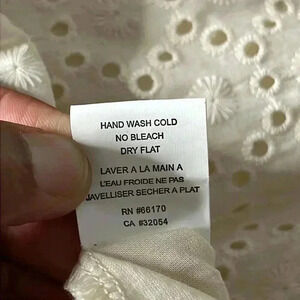 HAND WASH COLD
NO BLEACH
DRY FLAT
LAVER A LA MAIN A
L'EAU FROIDE NE PAS
JAVELLISER SECHER A PLAT
RN #66170
CA #32054